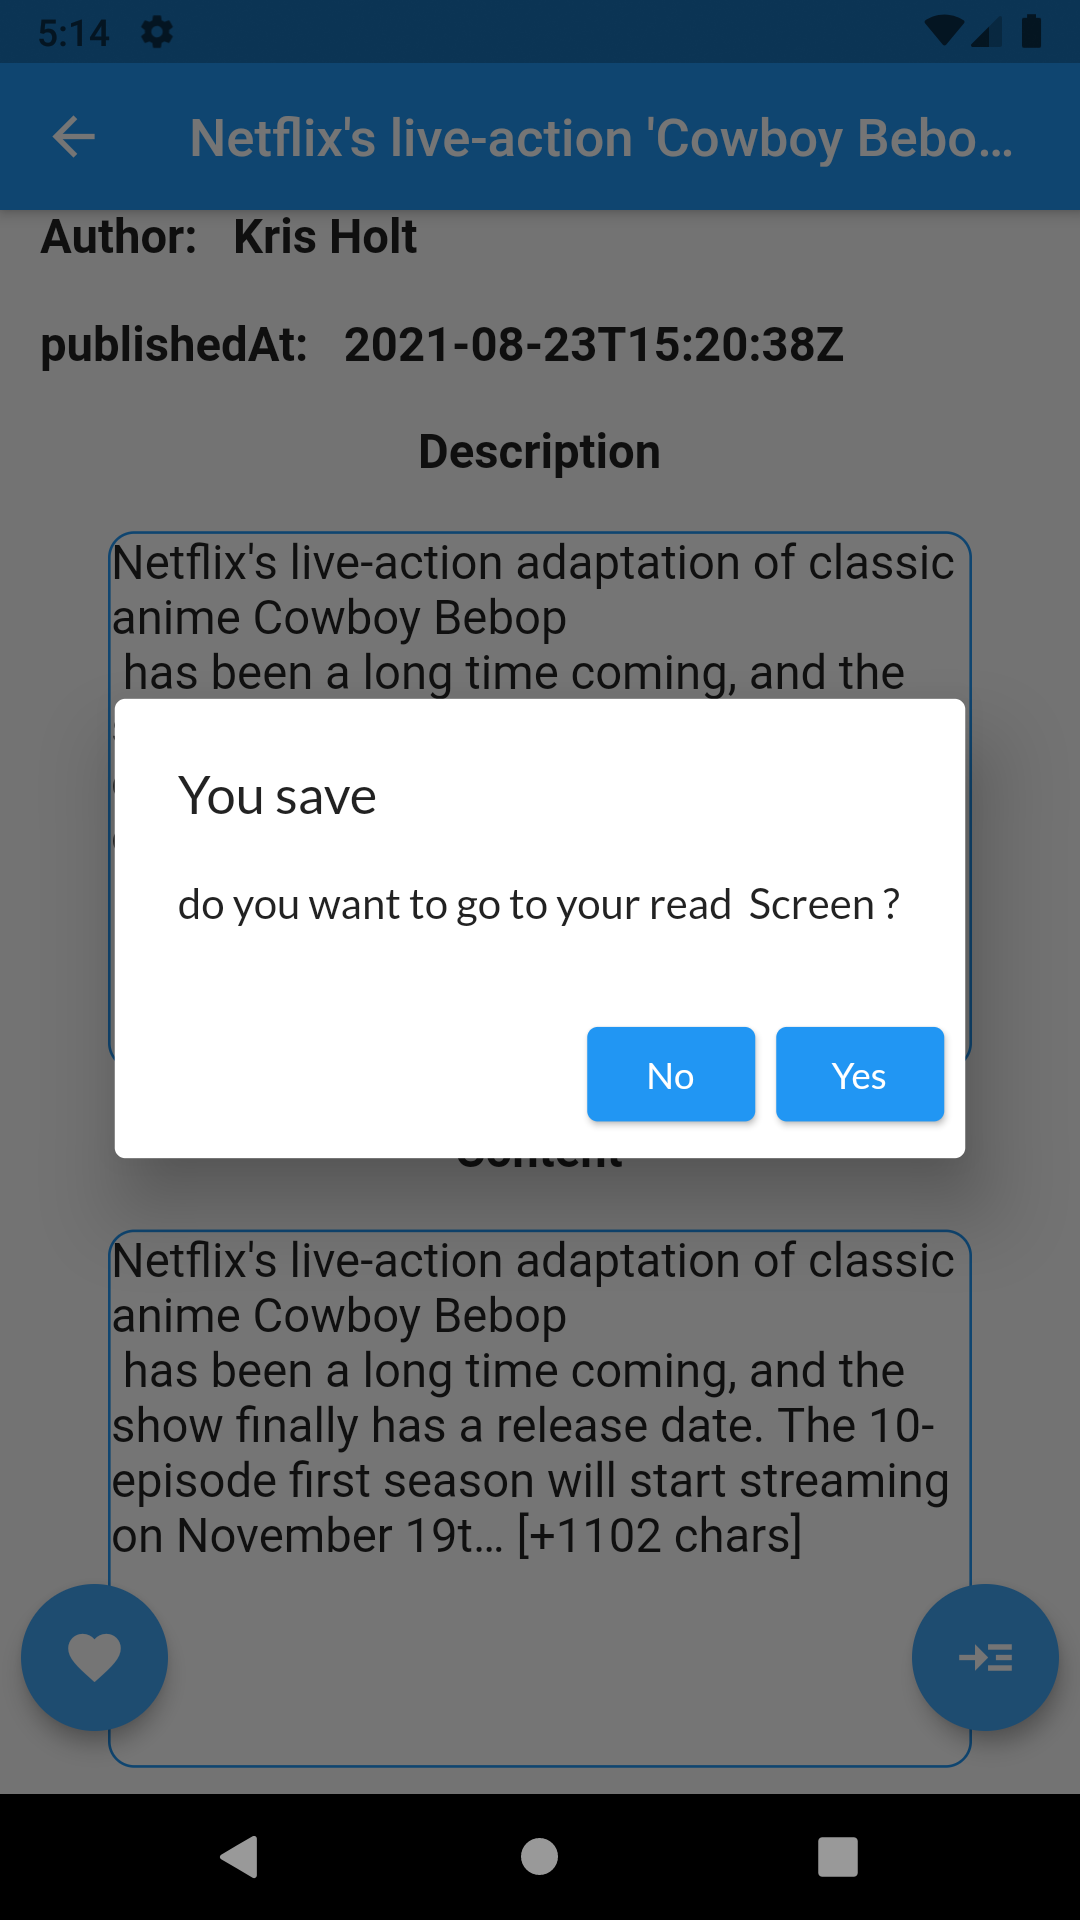 5:14
Netflix's live-action 'Cowboy Bebo...
Author: Kris Holt
publishedAt: 2021-08-23T15:20:38Z
Description
Netflix's live-action adaptation of classic
anime Cowboy Bebop
has been a long time coming, and the
You save
do you want to go to your read Screen ?
No Yes
Content
Netflix's live-action adaptation of classic
anime Cowboy Bebop
has been a long time coming, and the
show finally has a release date. The 10-
episode first season will start streaming
on November 19t… [+1102 chars]